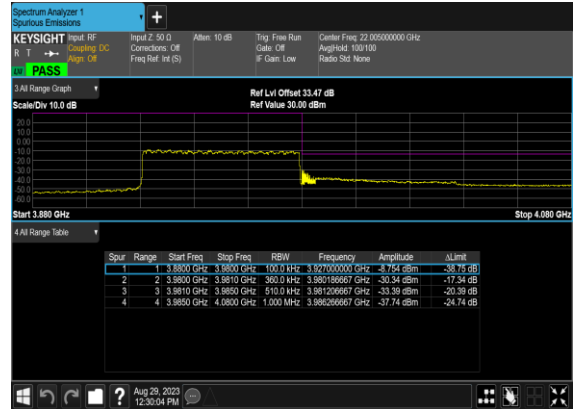 Spectrum Analyzer 1
Spurious Emissions
KEYSIGHT Input: RF Input Z: 50 Ω Atten: 10 dB Trig: Free Run Center Freq: 22.005000000 GHz
R T Coupling: DC Corrections: Off Gate: Off Avg|Hold: 100/100
Align: Off Freq Ref: Int (S) IF Gain: Low Radio Std: None
PASS
3 All Range Graph
Ref Lvl Offset 33.47 dB
Scale/Div 10.0 dB Ref Value 30.00 dBm
20.0
10.0
0.00
-10.0
-20.0
-30.0
-40.0
-50.0
-60.0
Start 3.880 GHz Stop 4.080 GHz
4 All Range Table
Spur Range Start Freq Stop Freq RBW Frequency Amplitude ΔLimit
1 1 3.8800 GHz 3.9800 GHz 100.0 kHz 3.927000000 GHz -8.754 dBm -38.75 dB
2 2 3.9800 GHz 3.9810 GHz 360.0 kHz 3.980186667 GHz -30.34 dBm -17.34 dB
3 3 3.9810 GHz 3.9850 GHz 510.0 kHz 3.981206667 GHz -33.39 dBm -20.39 dB
4 4 3.9850 GHz 4.0800 GHz 1.000 MHz 3.986266667 GHz -37.74 dBm -24.74 dB
? Aug 29, 2023
12:30:04 PM